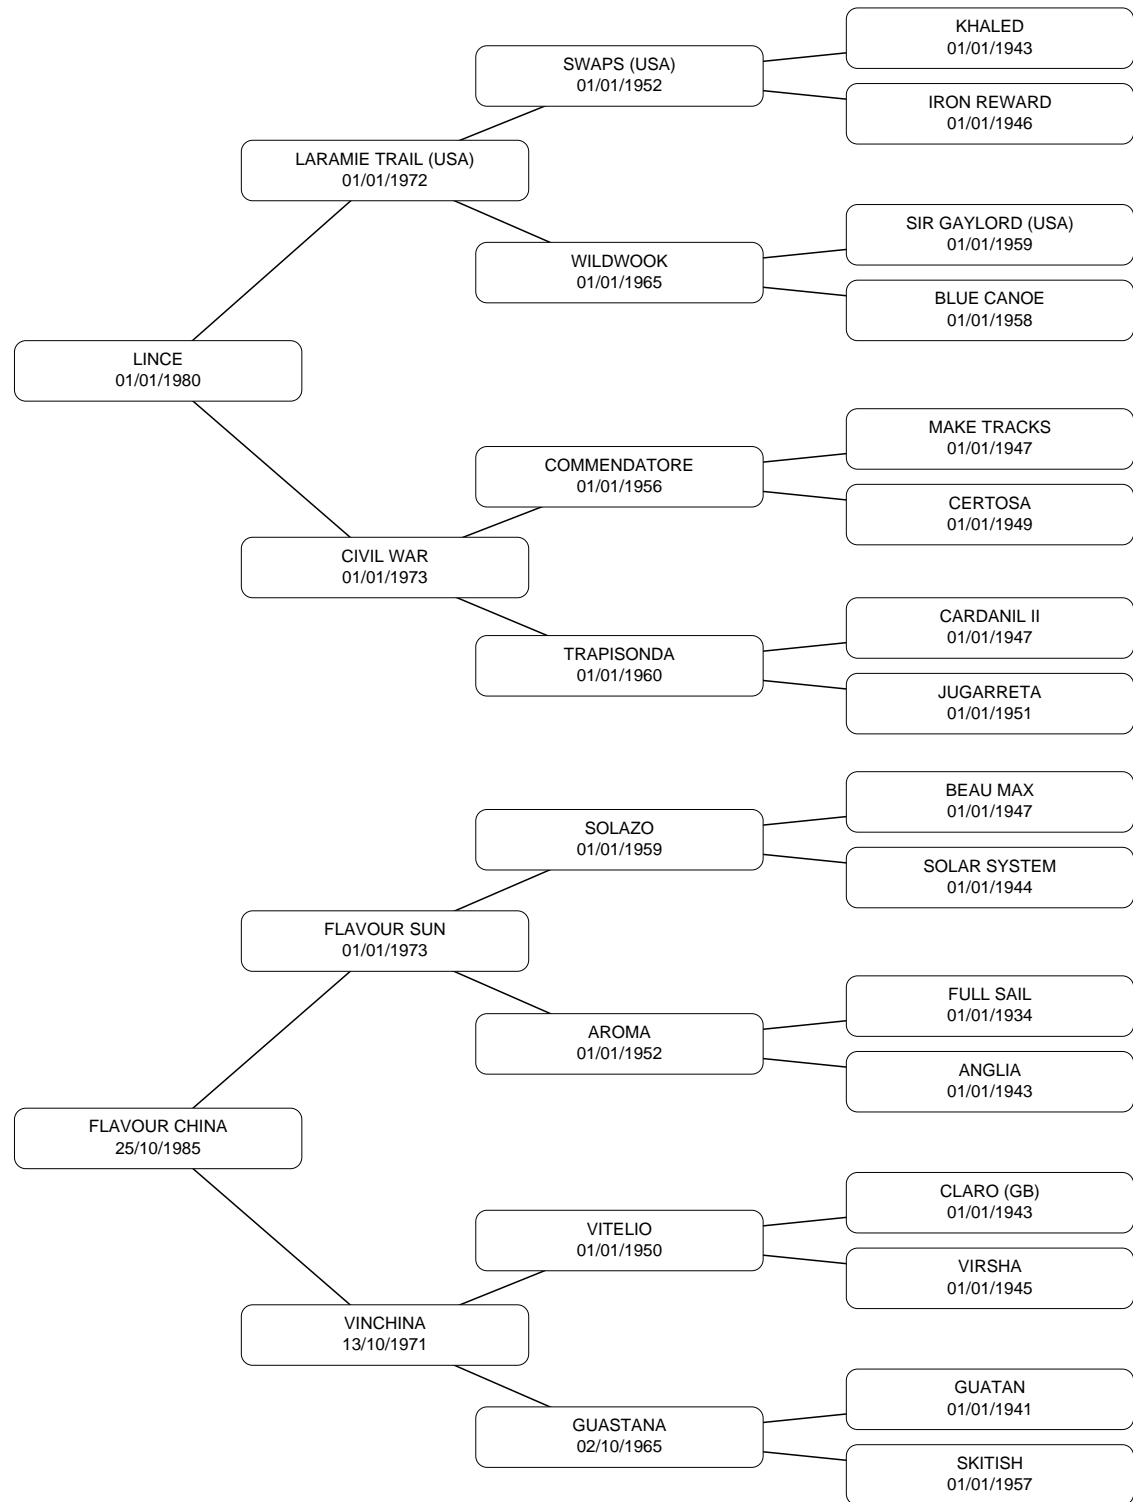 KHALED
01/01/1943
SWAPS (USA)
01/01/1952
IRON REWARD
01/01/1946
LARAMIE TRAIL (USA)
01/01/1972
SIR GAYLORD (USA)
01/01/1959
WILDWOOK
01/01/1965
BLUE CANOE
01/01/1958
LINCE
01/01/1980
MAKE TRACKS
01/01/1947
COMMENDATORE
01/01/1956
CERTOSA
01/01/1949
CIVIL WAR
01/01/1973
CARDANIL II
01/01/1947
TRAPISONDA
01/01/1960
JUGARRETA
01/01/1951
BEAU MAX
01/01/1947
SOLAZO
01/01/1959
SOLAR SYSTEM
01/01/1944
FLAVOUR SUN
01/01/1973
FULL SAIL
01/01/1934
AROMA
01/01/1952
ANGLIA
01/01/1943
FLAVOUR CHINA
25/10/1985
CLARO (GB)
01/01/1943
VITELIO
01/01/1950
VIRSHA
01/01/1945
VINCHINA
13/10/1971
GUATAN
01/01/1941
GUASTANA
02/10/1965
SKITISH
01/01/1957